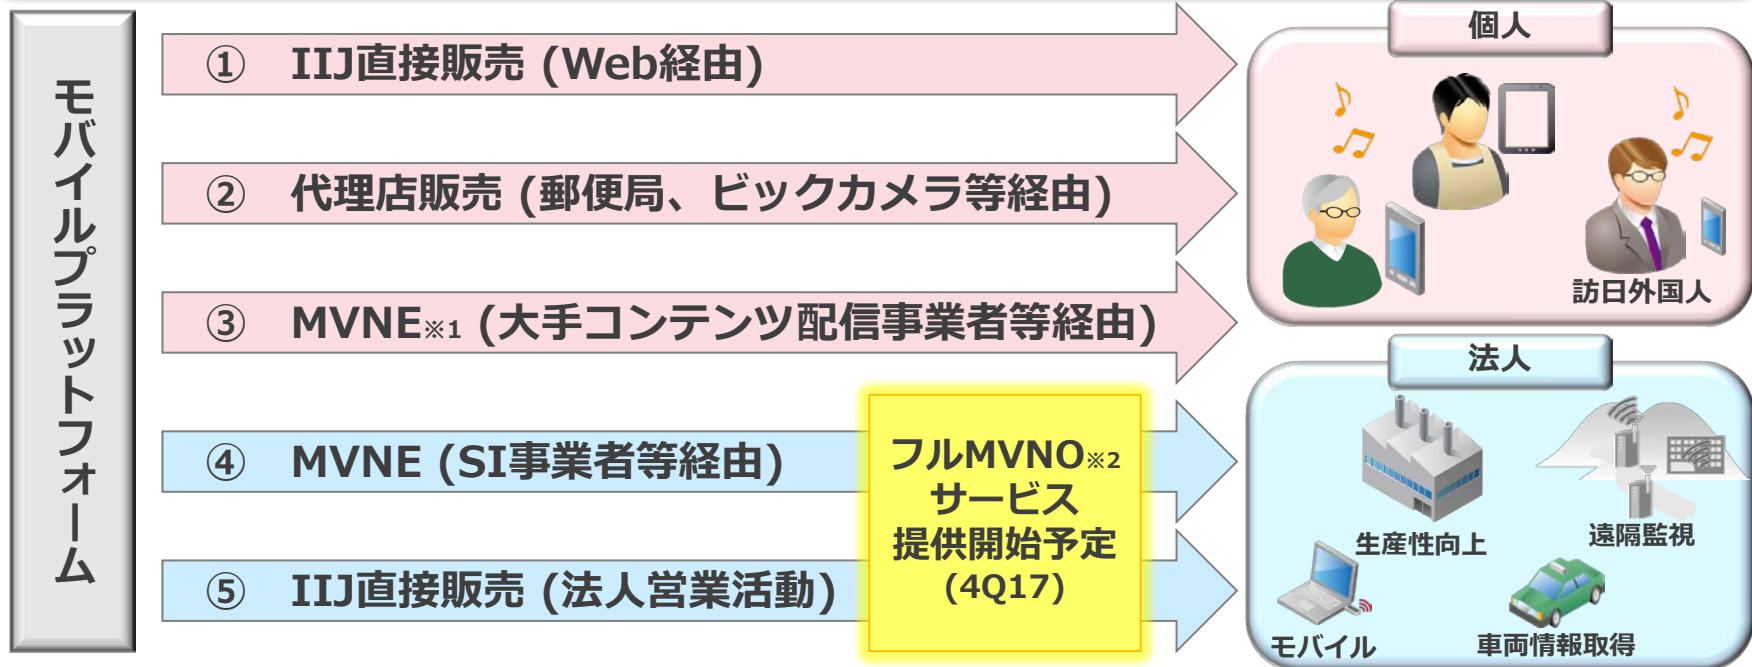 モバイルプラットフォーム
① IIJ直接販売 (Web経由)
② 代理店販売 (郵便局、ビックカメラ等経由)
③ MVNE※1 (大手コンテンツ配信事業者等経由)
④ MVNE (SI事業者等経由)
⑤ IIJ直接販売 (法人営業活動)
フルMVNO※2
サービス
提供開始予定
(4Q17)
個人
訪日外国人
法人
生産性向上
遠隔監視
モバイル
車両情報取得